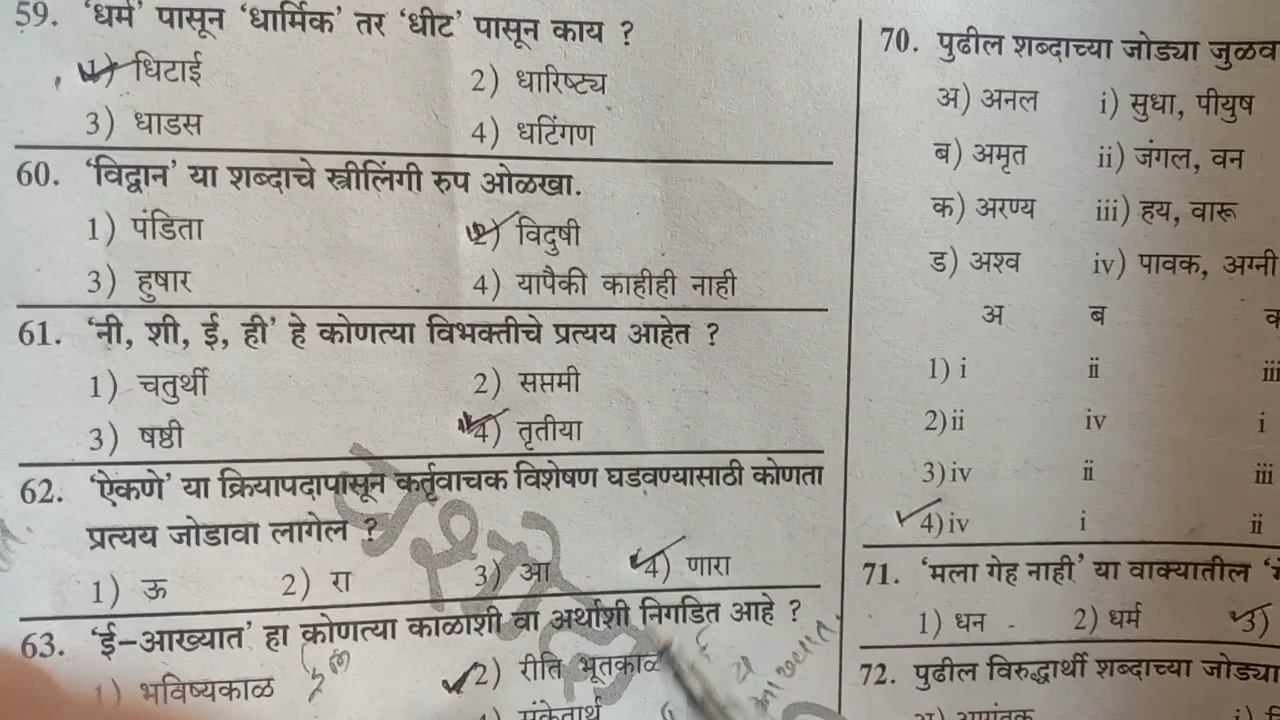 59. 'धर्म' पासून 'धार्मिक' तर 'धीट' पासून काय ?
1) धिटाई 2) धारिष्ट्य
3) धाडस 4) धटिंगण
60. 'विद्वान' या शब्दाचे स्त्रीलिंगी रुप ओळखा.
1) पंडिता 2) विदुषी
3) हुषार 4) यापैकी काहीही नाही
61. 'नी, शी, ई, ही' हे कोणत्या विभक्तीचे प्रत्यय आहेत ?
1) चतुर्थी 2) सप्तमी
3) षष्ठी 4) तृतीया
62. 'ऐकणे' या क्रियापदापासून कर्तृवाचक विशेषण घडवण्यासाठी कोणता
प्रत्यय जोडावा लागेल ?
1) ऊ 2) रा 3) आ 4) णारा
63. 'ई-आख्यात' हा कोणत्या काळाशी वा अर्थाशी निगडित आहे ?
1) भविष्यकाळ 2) रीति भूतकाळ
संकेतार्थ
70. पुढील शब्दाच्या जोड्या जुळव
अ) अनल i) सुधा, पीयुष
ब) अमृत ii) जंगल, वन
क) अरण्य iii) हय, वारू
ड) अश्व iv) पावक, अग्नी
अ ब क
1) i ii iii
2) ii iv i
3) iv ii iii
4) iv i ii
71. 'मला गेह नाही' या वाक्यातील
1) धन 2) धर्म 3)
72. पुढील विरुद्धार्थी शब्दाच्या जोड्या